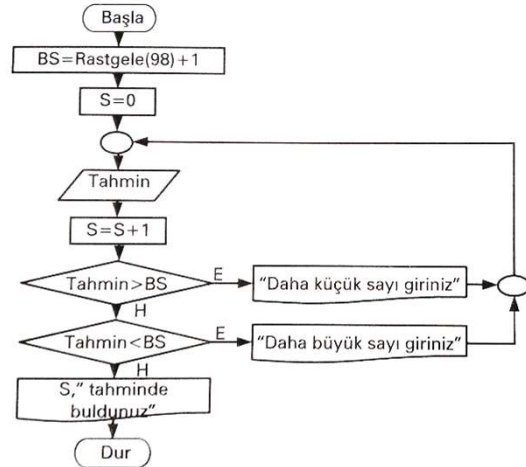 Başla
BS=Rastgele(98)+1
S=0
Tahmin
S=S+1
Tahmin>BS
E
"Daha küçük sayı giriniz"
H
Tahmin<BS
E
"Daha büyük sayı giriniz"
H
S," tahminde
buldunuz"
Dur